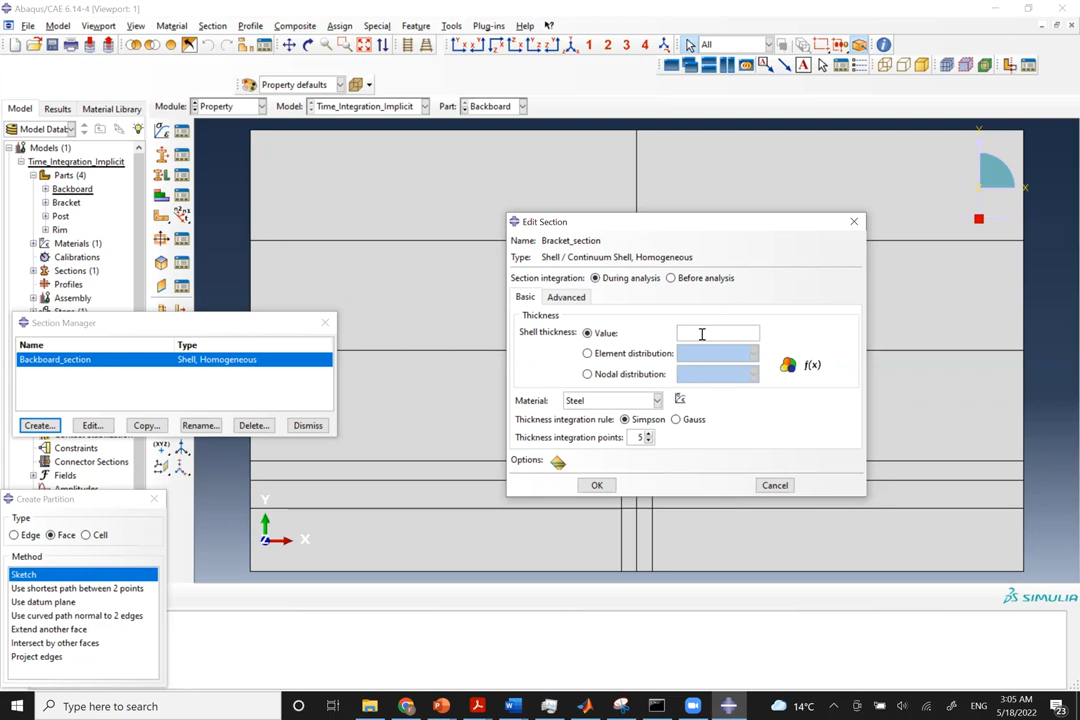 Abaqus/CAE 6.14-4 [Viewport: 1]
File Model Viewport View Material Section Profile Composite Assign Special Feature Tools Plug-ins Help
1 2 3 4 All
Property defaults
Model Results Material Library Module: Property Model: Time_Integration_Implicit Part: Backboard
Model Datab
Models (1)
Time_Integration_Implicit
Parts (4)
Backboard
Bracket
Post
Rim
Materials (1)
Calibrations
Sections (1)
Profiles
Assembly
Section Manager
Name Type
Backboard_section Shell, Homogeneous
Create... Edit... Copy... Rename... Delete... Dismiss
Constraints
Connector Sections
Fields
Create Partition
Type
Edge Face Cell
Method
Sketch
Use shortest path between 2 points
Use datum plane
Use curved path normal to 2 edges
Extend another face
Intersect by other faces
Project edges
Y
X
X
Edit Section
Name: Bracket_section
Type: Shell / Continuum Shell, Homogeneous
Section integration: During analysis Before analysis
Basic Advanced
Thickness
Shell thickness: Value:
Element distribution:
Nodal distribution:
f(x)
Material: Steel
Thickness integration rule: Simpson Gauss
Thickness integration points: 5
Options:
OK Cancel
SIMULIA
Type here to search
14°C ENG 3:05 AM
5/18/2022 23